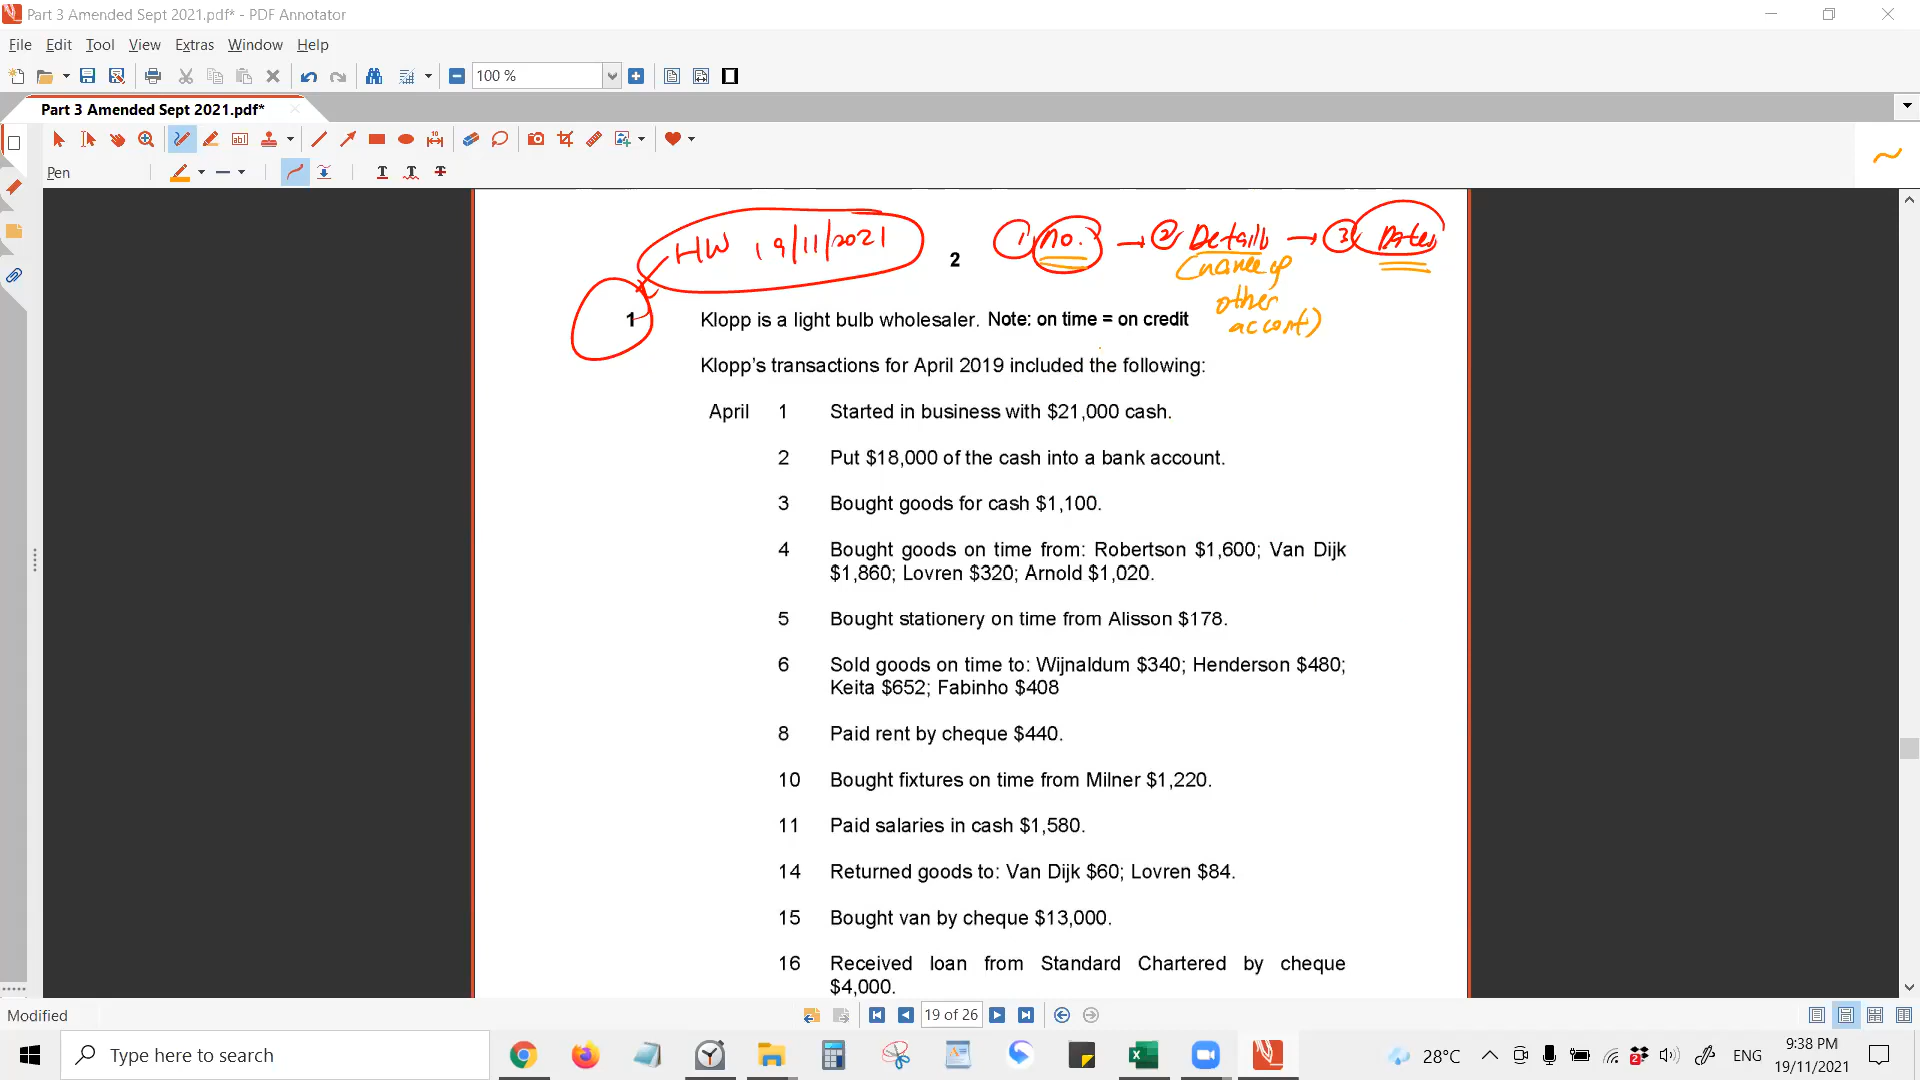 Part 3 Amended Sept 2021.pdf* - PDF Annotator
File Edit Tool View Extras Window Help
100 %
Part 3 Amended Sept 2021.pdf*
Pen
HW 19/11/2021
1 no. → 2 Details → 3 Dates
2
(name of
other
account)
1 Klopp is a light bulb wholesaler. Note: on time = on credit
Klopp's transactions for April 2019 included the following:
April 1 Started in business with $21,000 cash.
2 Put $18,000 of the cash into a bank account.
3 Bought goods for cash $1,100.
4 Bought goods on time from: Robertson $1,600; Van Dijk
$1,860; Lovren $320; Arnold $1,020.
5 Bought stationery on time from Alisson $178.
6 Sold goods on time to: Wijnaldum $340; Henderson $480;
Keita $652; Fabinho $408
8 Paid rent by cheque $440.
10 Bought fixtures on time from Milner $1,220.
11 Paid salaries in cash $1,580.
14 Returned goods to: Van Dijk $60; Lovren $84.
15 Bought van by cheque $13,000.
16 Received loan from Standard Chartered by cheque
$4,000.
Modified
19 of 26
Type here to search
28°C
ENG
9:38 PM
19/11/2021